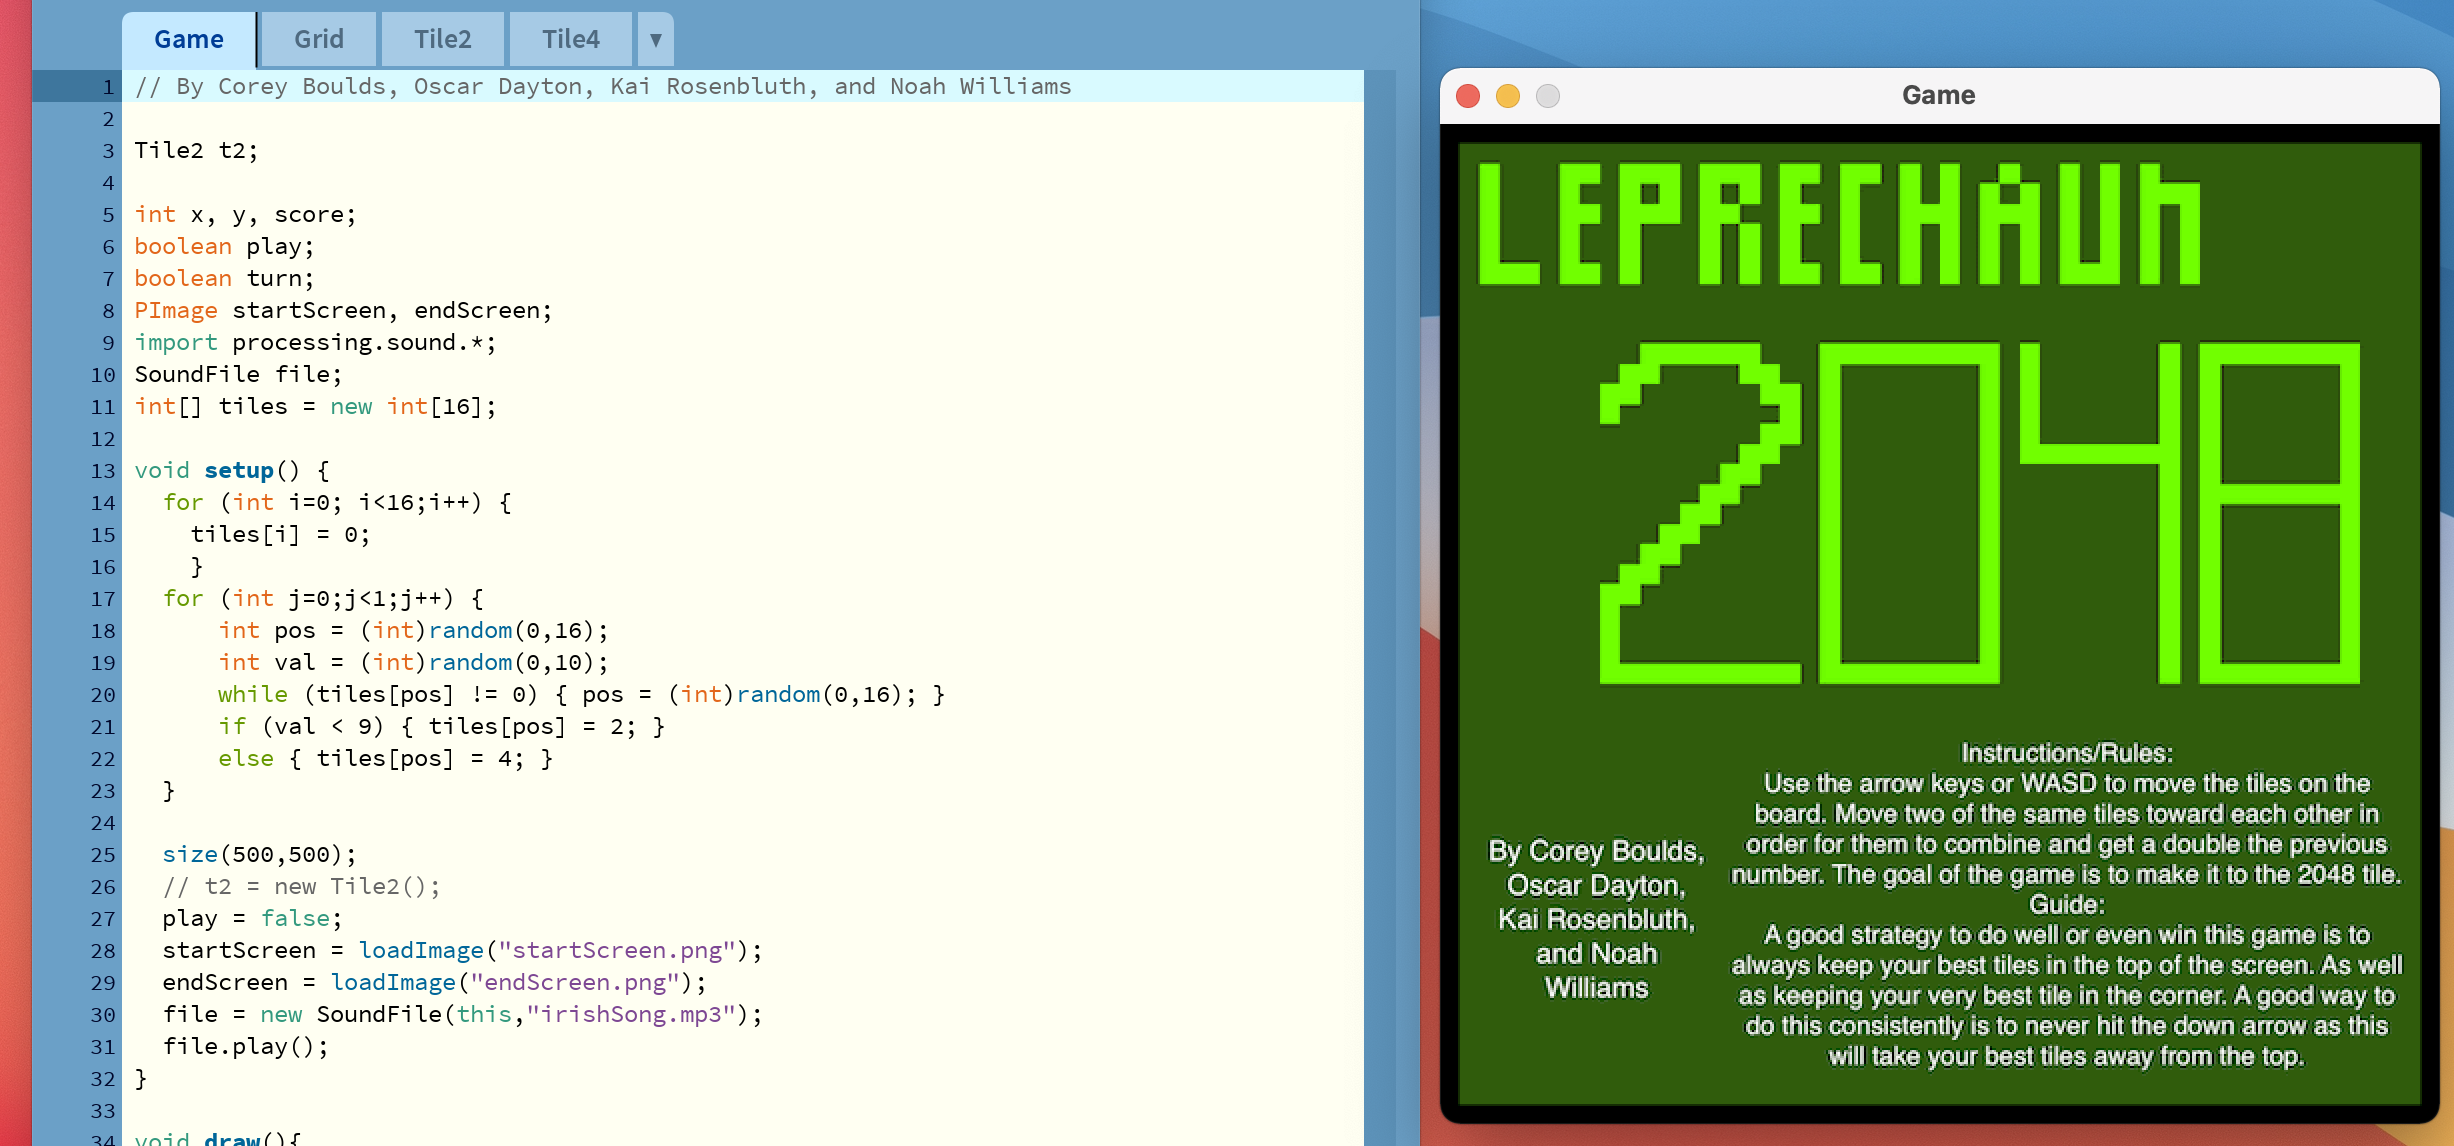 Game Grid Tile2 Tile4 ▼
1 // By Corey Boulds, Oscar Dayton, Kai Rosenbluth, and Noah Williams
2
3 Tile2 t2;
4
5 int x, y, score;
6 boolean play;
7 boolean turn;
8 PImage startScreen, endScreen;
9 import processing.sound.*;
10 SoundFile file;
11 int[] tiles = new int[16];
12
13 void setup() {
14   for (int i=0; i<16;i++) {
15     tiles[i] = 0;
16     }
17   for (int j=0;j<1;j++) {
18       int pos = (int)random(0,16);
19       int val = (int)random(0,10);
20       while (tiles[pos] != 0) { pos = (int)random(0,16); }
21       if (val < 9) { tiles[pos] = 2; }
22       else { tiles[pos] = 4; }
23   }
24
25   size(500,500);
26   // t2 = new Tile2();
27   play = false;
28   startScreen = loadImage("startScreen.png");
29   endScreen = loadImage("endScreen.png");
30   file = new SoundFile(this,"irishSong.mp3");
31   file.play();
32 }
33
34 void draw(){
Game
LEPRECHAUn
2048
By Corey Boulds,
Oscar Dayton,
Kai Rosenbluth,
and Noah
Williams
Instructions/Rules:
Use the arrow keys or WASD to move the tiles on the
board. Move two of the same tiles toward each other in
order for them to combine and get a double the previous
number. The goal of the game is to make it to the 2048 tile.
Guide:
A good strategy to do well or even win this game is to
always keep your best tiles in the top of the screen. As well
as keeping your very best tile in the corner. A good way to
do this consistently is to never hit the down arrow as this
will take your best tiles away from the top.